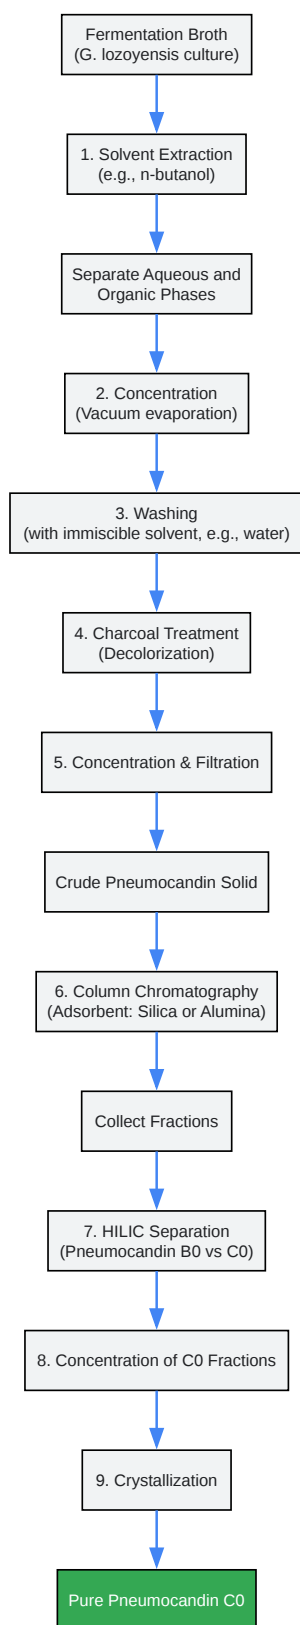 Fermentation Broth
(G. lozoyensis culture)
1. Solvent Extraction
(e.g., n-butanol)
Separate Aqueous and
Organic Phases
2. Concentration
(Vacuum evaporation)
3. Washing
(with immiscible solvent, e.g., water)
4. Charcoal Treatment
(Decolorization)
5. Concentration & Filtration
Crude Pneumocandin Solid
6. Column Chromatography
(Adsorbent: Silica or Alumina)
Collect Fractions
7. HILIC Separation
(Pneumocandin B0 vs C0)
8. Concentration of C0 Fractions
9. Crystallization
Pure Pneumocandin C0